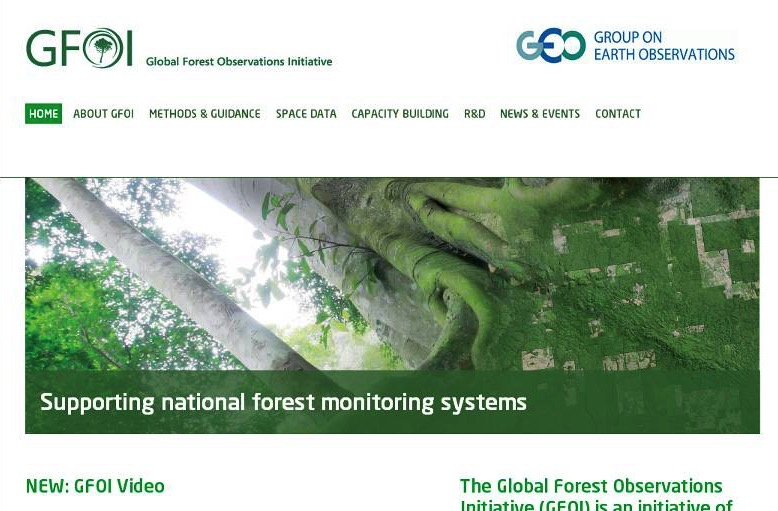 GFOI Global Forest Observations Initiative
GEO GROUP ON
EARTH OBSERVATIONS
HOME ABOUT GFOI METHODS & GUIDANCE SPACE DATA CAPACITY BUILDING R&D NEWS & EVENTS CONTACT
Supporting national forest monitoring systems
NEW: GFOI Video
The Global Forest Observations
Initiative (GFOI) is an initiative of